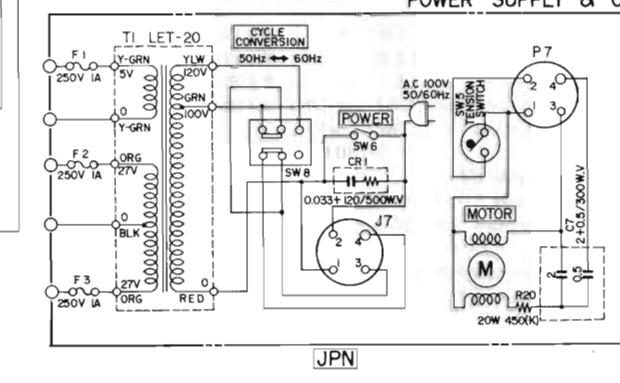 POWER SUPPLY & C
T1 LET-20
CYCLE
CONVERSION
50Hz ↔ 60Hz
P7
F1
250V 1A
Y-GRN
5V
0
Y-GRN
YLW
120V
GRN
100V
A.C 100V
50/60Hz
SW5
TENSION
SWITCH
2 4
1 3
POWER
SW6
F2
250V 1A
ORG
27V
SW8
CR1
0.033+120/500W.V
J7
2 4
1 3
MOTOR
M
C7
2+0.5/300W.V
2
0.5
0
BLK
F3
250V 1A
27V
ORG
0
RED
R20
20W 450(K)
JPN